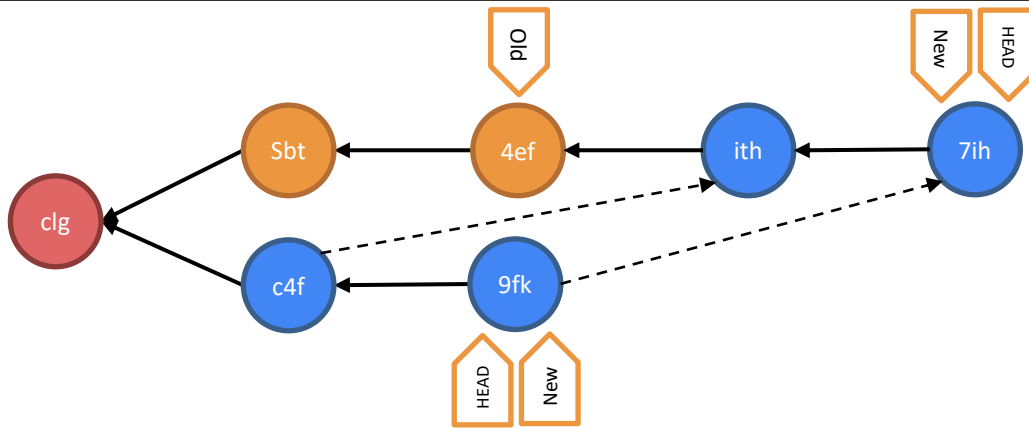 Old
New
HEAD
Sbt
4ef
ith
7ih
clg
c4f
9fk
HEAD
New